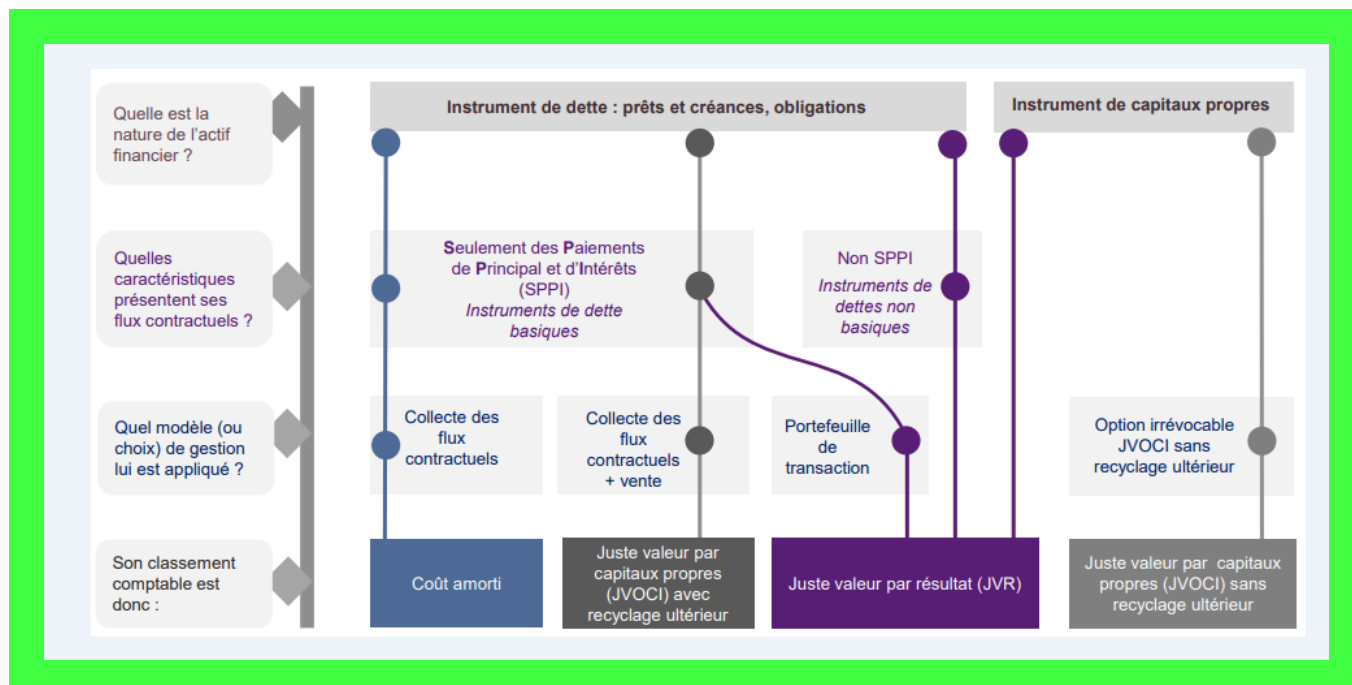 Quelle est la
nature de l'actif
financier ?
Instrument de dette : prêts et créances, obligations
Instrument de capitaux propres
Quelles
caractéristiques
présentent ses
flux contractuels ?
Seulement des Paiements
de Principal et d'Intérêts
(SPPI)
Instruments de dette
basiques
Non SPPI
Instruments de
dettes non
basiques
Quel modèle (ou
choix) de gestion
lui est appliqué ?
Collecte des
flux
contractuels
Collecte des
flux
contractuels
+ vente
Portefeuille
de
transaction
Option irrévocable
JVOCI sans
recyclage ultérieur
Son classement
comptable est
donc :
Coût amorti
Juste valeur par
capitaux propres
(JVOCI) avec
recyclage ultérieur
Juste valeur par résultat (JVR)
Juste valeur par capitaux
propres (JVOCI) sans
recyclage ultérieur